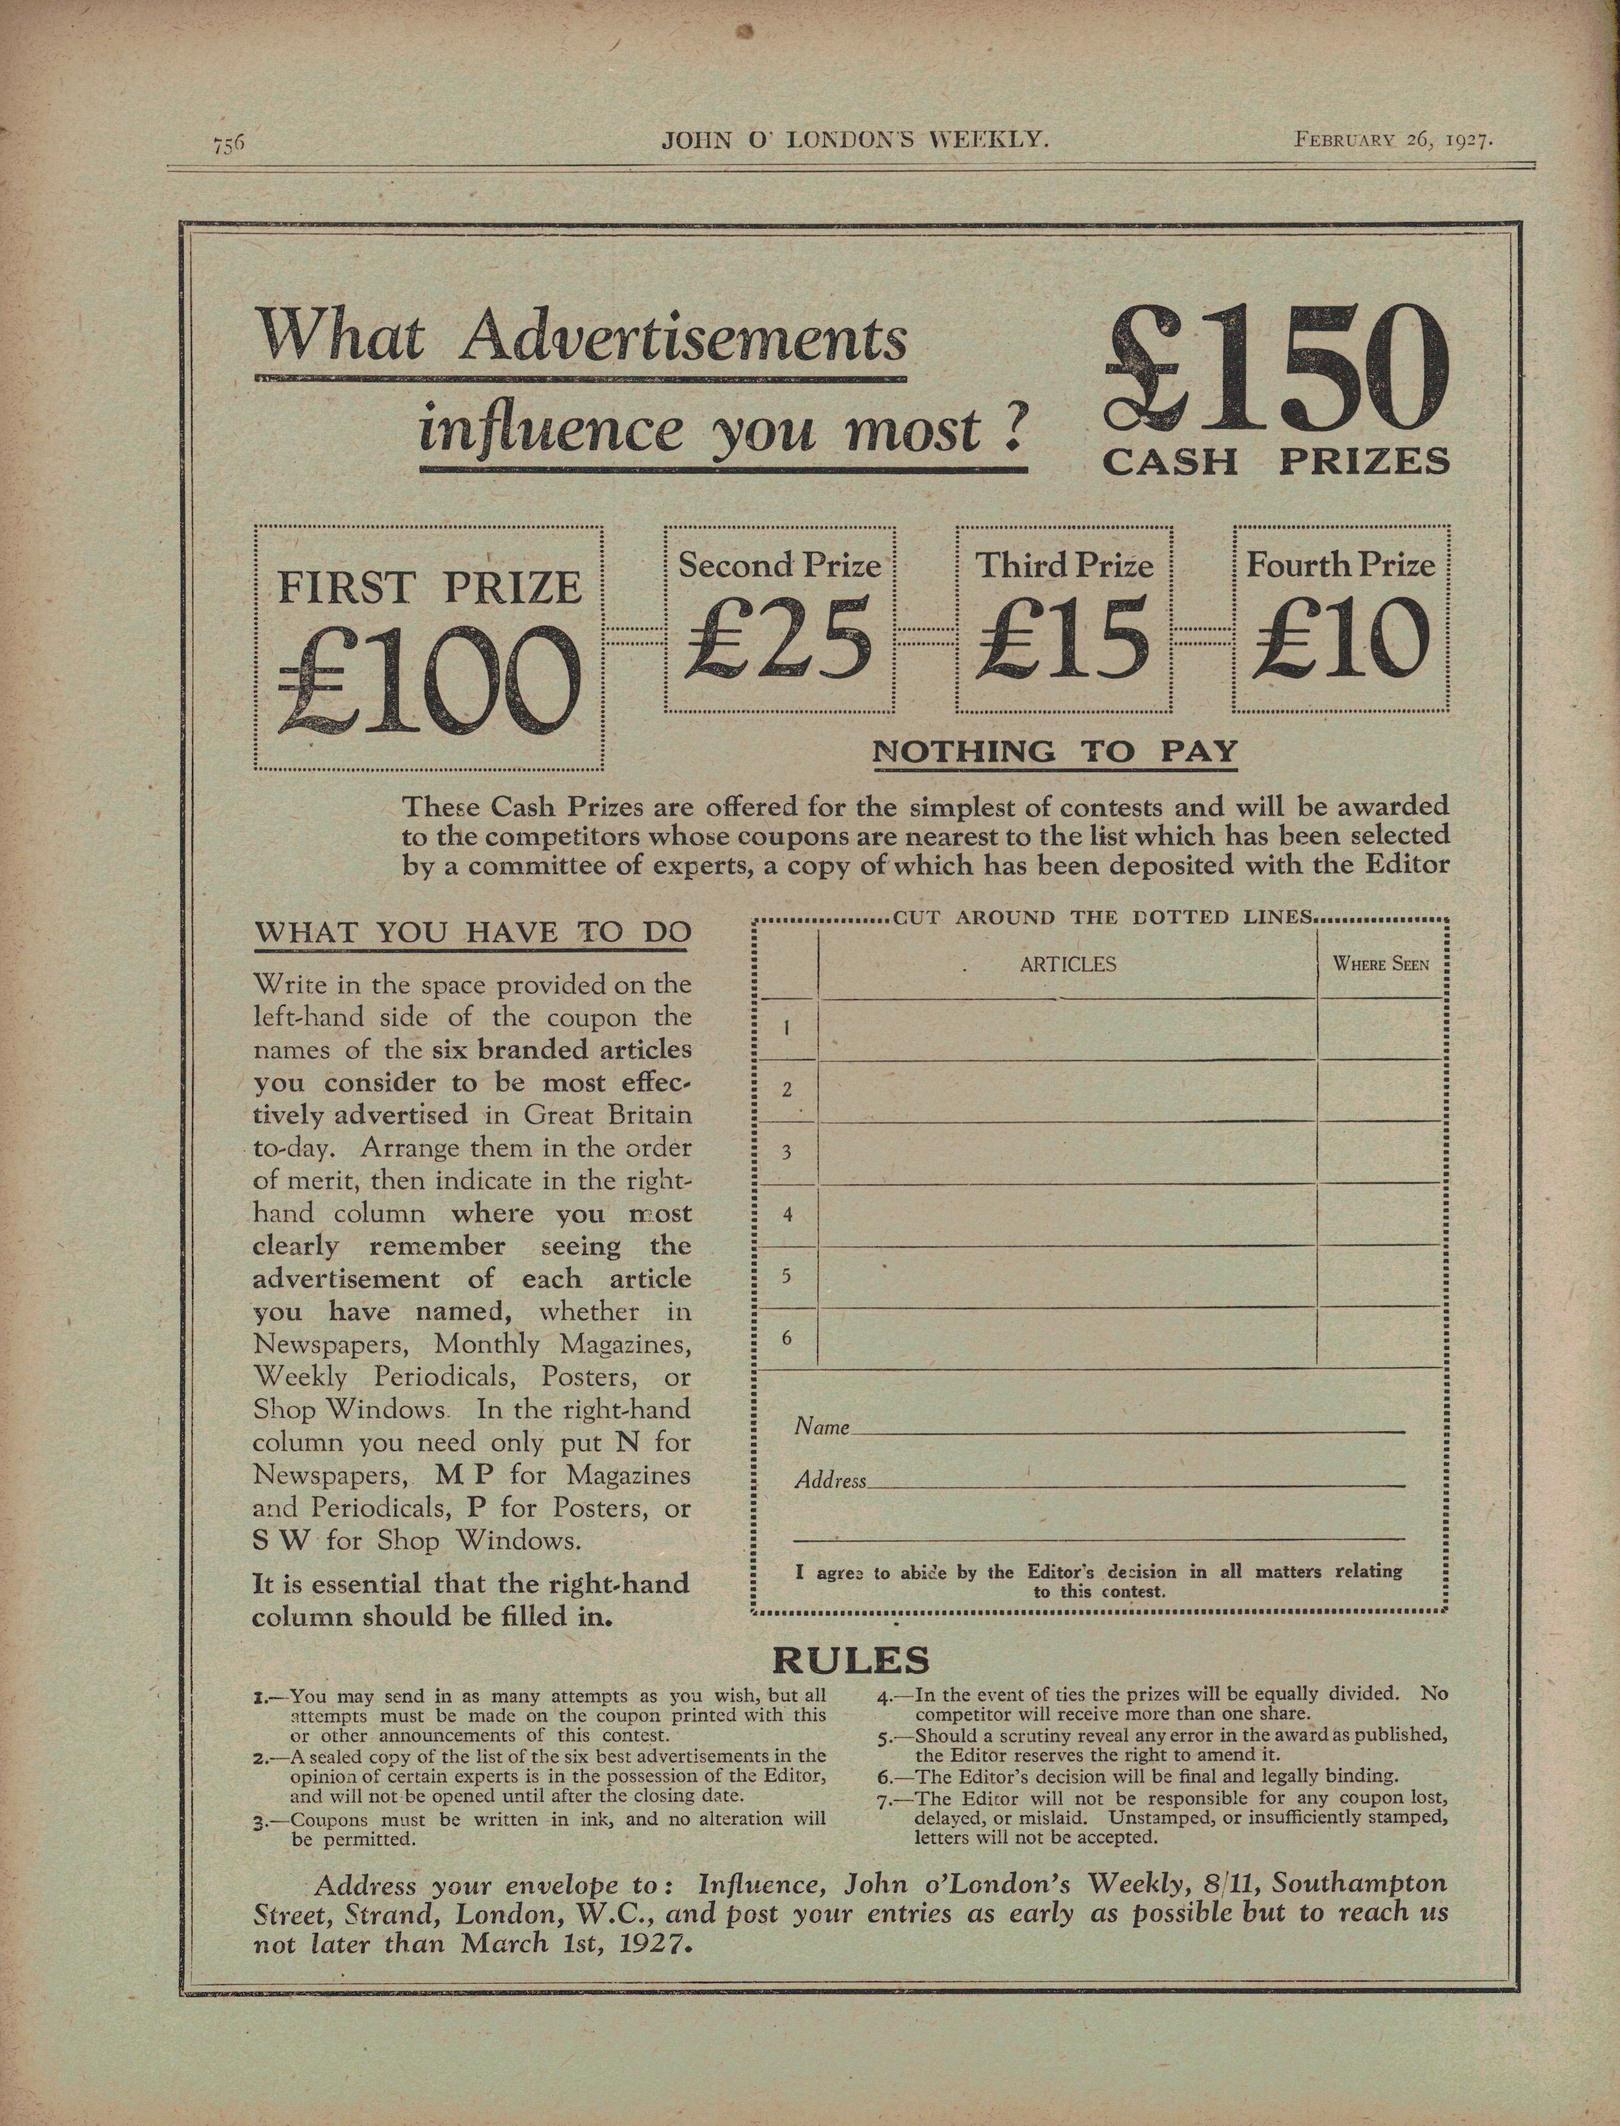 756
JOHN O' LONDON'S WEEKLY.
FEBRUARY 26, 1927.
What Advertisements
influence you most ?
£150
CASH PRIZES
FIRST PRIZE
£100
Second Prize
£25
Third Prize
£15
Fourth Prize
£10
NOTHING TO PAY
These Cash Prizes are offered for the simplest of contests and will be awarded
to the competitors whose coupons are nearest to the list which has been selected
by a committee of experts, a copy of which has been deposited with the Editor
WHAT YOU HAVE TO DO
Write in the space provided on the
left-hand side of the coupon the
names of the six branded articles
you consider to be most effec-
tively advertised in Great Britain
to-day. Arrange them in the order
of merit, then indicate in the right-
hand column where you most
clearly remember seeing the
advertisement of each article
you have named, whether in
Newspapers, Monthly Magazines,
Weekly Periodicals, Posters, or
Shop Windows. In the right-hand
column you need only put N for
Newspapers, M P for Magazines
and Periodicals, P for Posters, or
S W for Shop Windows.
It is essential that the right-hand
column should be filled in.
CUT AROUND THE DOTTED LINES
ARTICLES
WHERE SEEN
1
2
3
4
5
6
Name
Address
I agree to abide by the Editor's decision in all matters relating
to this contest.
RULES
1.—You may send in as many attempts as you wish, but all
attempts must be made on the coupon printed with this
or other announcements of this contest.
2.—A sealed copy of the list of the six best advertisements in the
opinion of certain experts is in the possession of the Editor,
and will not be opened until after the closing date.
3.—Coupons must be written in ink, and no alteration will
be permitted.
4.—In the event of ties the prizes will be equally divided. No
competitor will receive more than one share.
5.—Should a scrutiny reveal any error in the award as published,
the Editor reserves the right to amend it.
6.—The Editor's decision will be final and legally binding.
7.—The Editor will not be responsible for any coupon lost,
delayed, or mislaid. Unstamped, or insufficiently stamped,
letters will not be accepted.
Address your envelope to: Influence, John o'London's Weekly, 8/11, Southampton
Street, Strand, London, W.C., and post your entries as early as possible but to reach us
not later than March 1st, 1927.